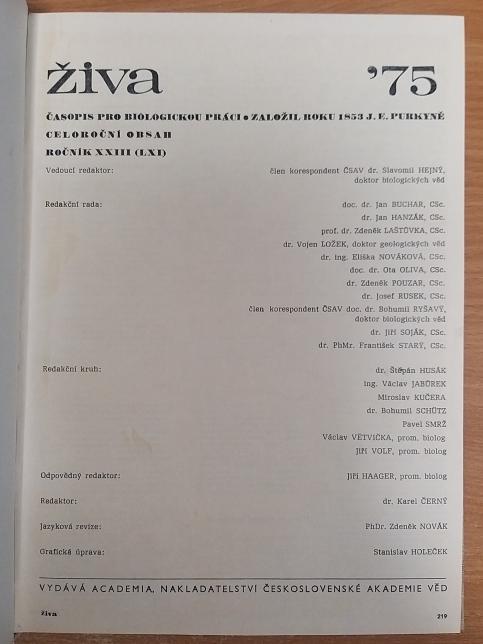 živa '75
ČASOPIS PRO BIOLOGICKOU PRÁCI • ZALOŽIL ROKU 1853 J. E. PURKYNĚ
CELOROČNÍ OBSAH
ROČNÍK XXIII (LXI)
Vedoucí redaktor: člen korespondent ČSAV dr. Slavomil HEJNÝ,
doktor biologických věd
Redakční rada: doc. dr. Jan BUCHAR, CSc.
dr. Jan HANZÁK, CSc.
prof. dr. Zdeněk LAŠTŮVKA, CSc.
dr. Vojen LOŽEK, doktor geologických věd
dr. ing. Eliška NOVÁKOVÁ, CSc.
doc. dr. Ota OLIVA, CSc.
dr. Zdeněk POUZAR, CSc.
dr. Josef RUSEK, CSc.
člen korespondent ČSAV doc. dr. Bohumil RYŠAVÝ,
doktor biologických věd
dr. Jiří SOJÁK, CSc.
dr. PhMr. František STARÝ, CSc.
Redakční kruh: dr. Štěpán HUSÁK
ing. Václav JABŮREK
Miroslav KUČERA
dr. Bohumil SCHÜTZ
Pavel SMRŽ
Václav VĚTVIČKA, prom. biolog
Jiří VOLF, prom. biolog
Odpovědný redaktor: Jiří HAAGER, prom. biolog
Redaktor: dr. Karel ČERNÝ
Jazyková revize: PhDr. Zdeněk NOVÁK
Grafická úprava: Stanislav HOLEČEK
VYDÁVÁ ACADEMIA, NAKLADATELSTVÍ ČESKOSLOVENSKÉ AKADEMIE VĚD
živa 219